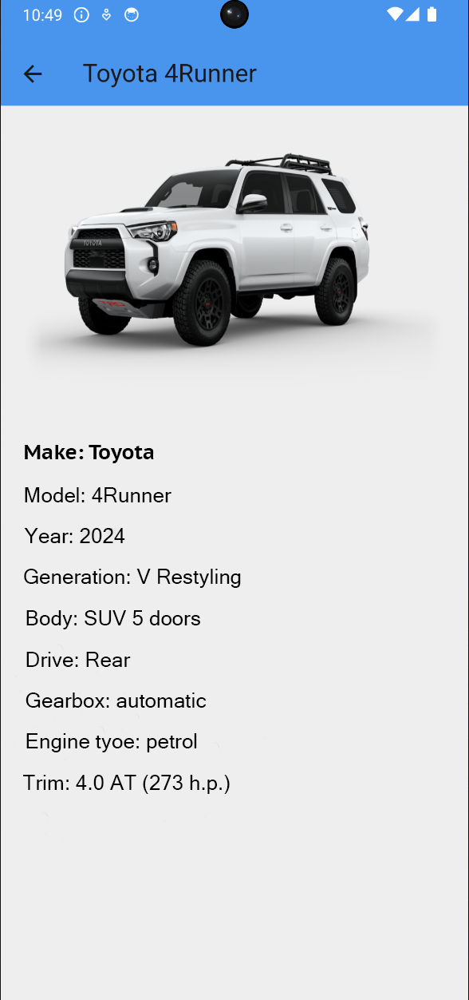 10:49
Toyota 4Runner
TOYOTA
Make: Toyota
Model: 4Runner
Year: 2024
Generation: V Restyling
Body: SUV 5 doors
Drive: Rear
Gearbox: automatic
Engine tyoe: petrol
Trim: 4.0 AT (273 h.p.)